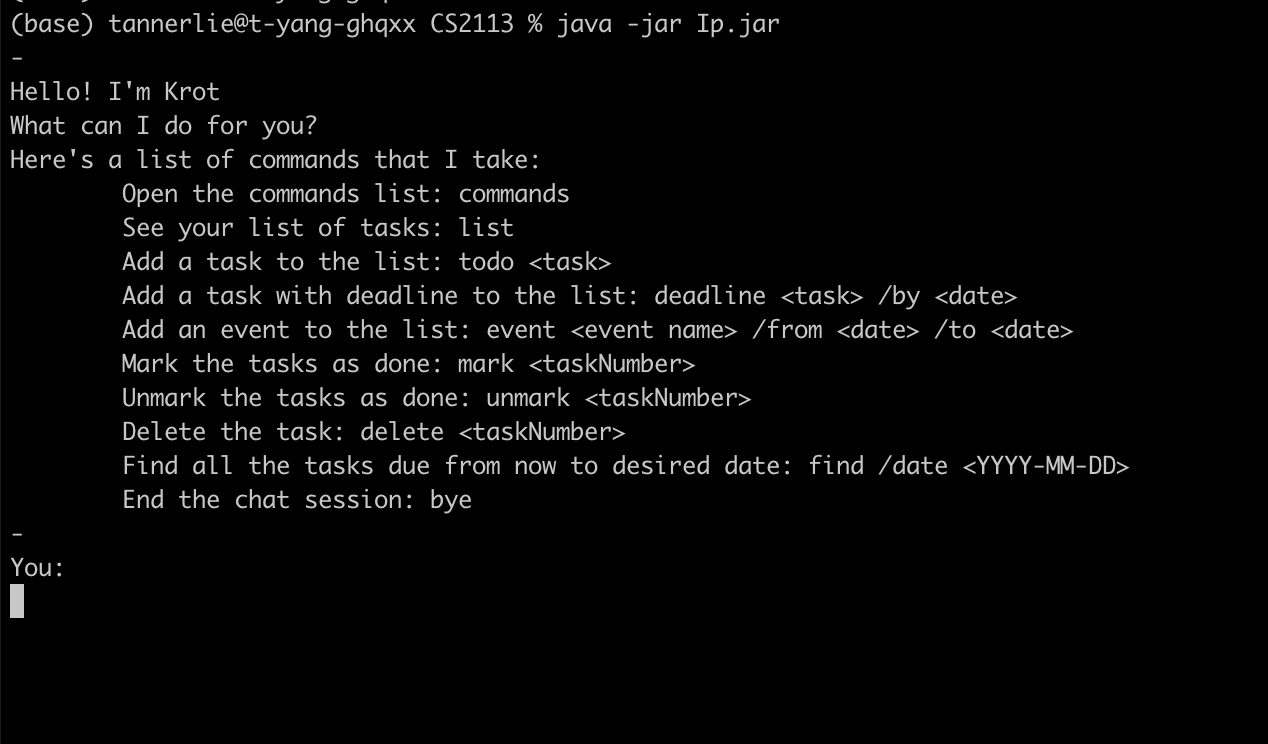 (base) tannerlie@t-yang-ghqxx CS2113 % java -jar Ip.jar
-
Hello! I'm Krot
What can I do for you?
Here's a list of commands that I take:
        Open the commands list: commands
        See your list of tasks: list
        Add a task to the list: todo <task>
        Add a task with deadline to the list: deadline <task> /by <date>
        Add an event to the list: event <event name> /from <date> /to <date>
        Mark the tasks as done: mark <taskNumber>
        Unmark the tasks as done: unmark <taskNumber>
        Delete the task: delete <taskNumber>
        Find all the tasks due from now to desired date: find /date <YYYY-MM-DD>
        End the chat session: bye
-
You: